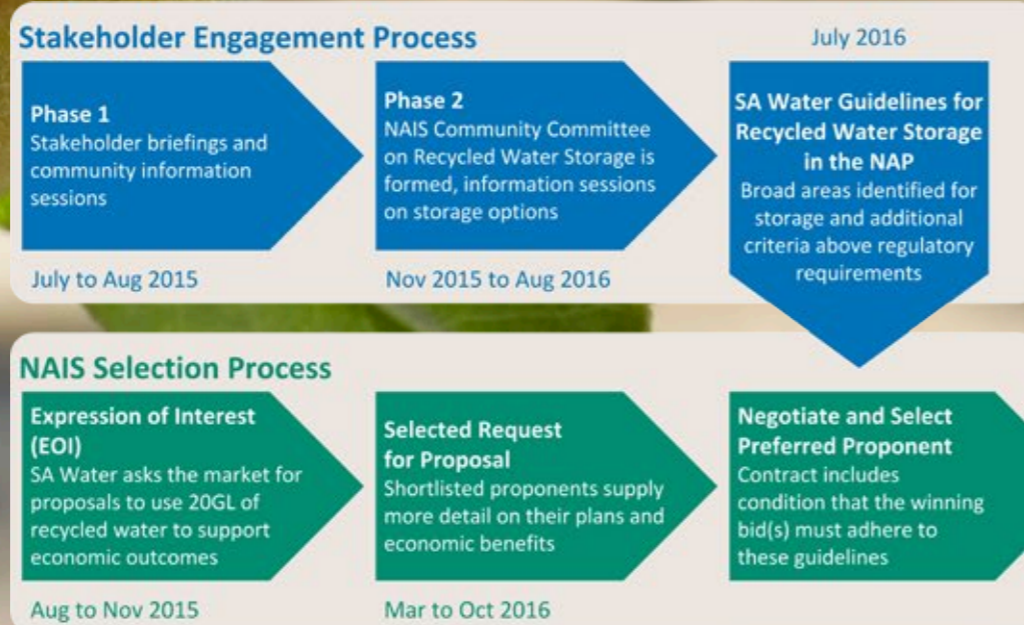 Stakeholder Engagement Process
Phase 1
Stakeholder briefings and
community information
sessions
July to Aug 2015
Phase 2
NAIS Community Committee
on Recycled Water Storage is
formed, information sessions
on storage options
Nov 2015 to Aug 2016
July 2016
SA Water Guidelines for
Recycled Water Storage
in the NAP
Broad areas identified for
storage and additional
criteria above regulatory
requirements
NAIS Selection Process
Expression of Interest
(EOI)
SA Water asks the market for
proposals to use 20GL of
recycled water to support
economic outcomes
Aug to Nov 2015
Selected Request
for Proposal
Shortlisted proponents supply
more detail on their plans and
economic benefits
Mar to Oct 2016
Negotiate and Select
Preferred Proponent
Contract includes
condition that the winning
bid(s) must adhere to
these guidelines